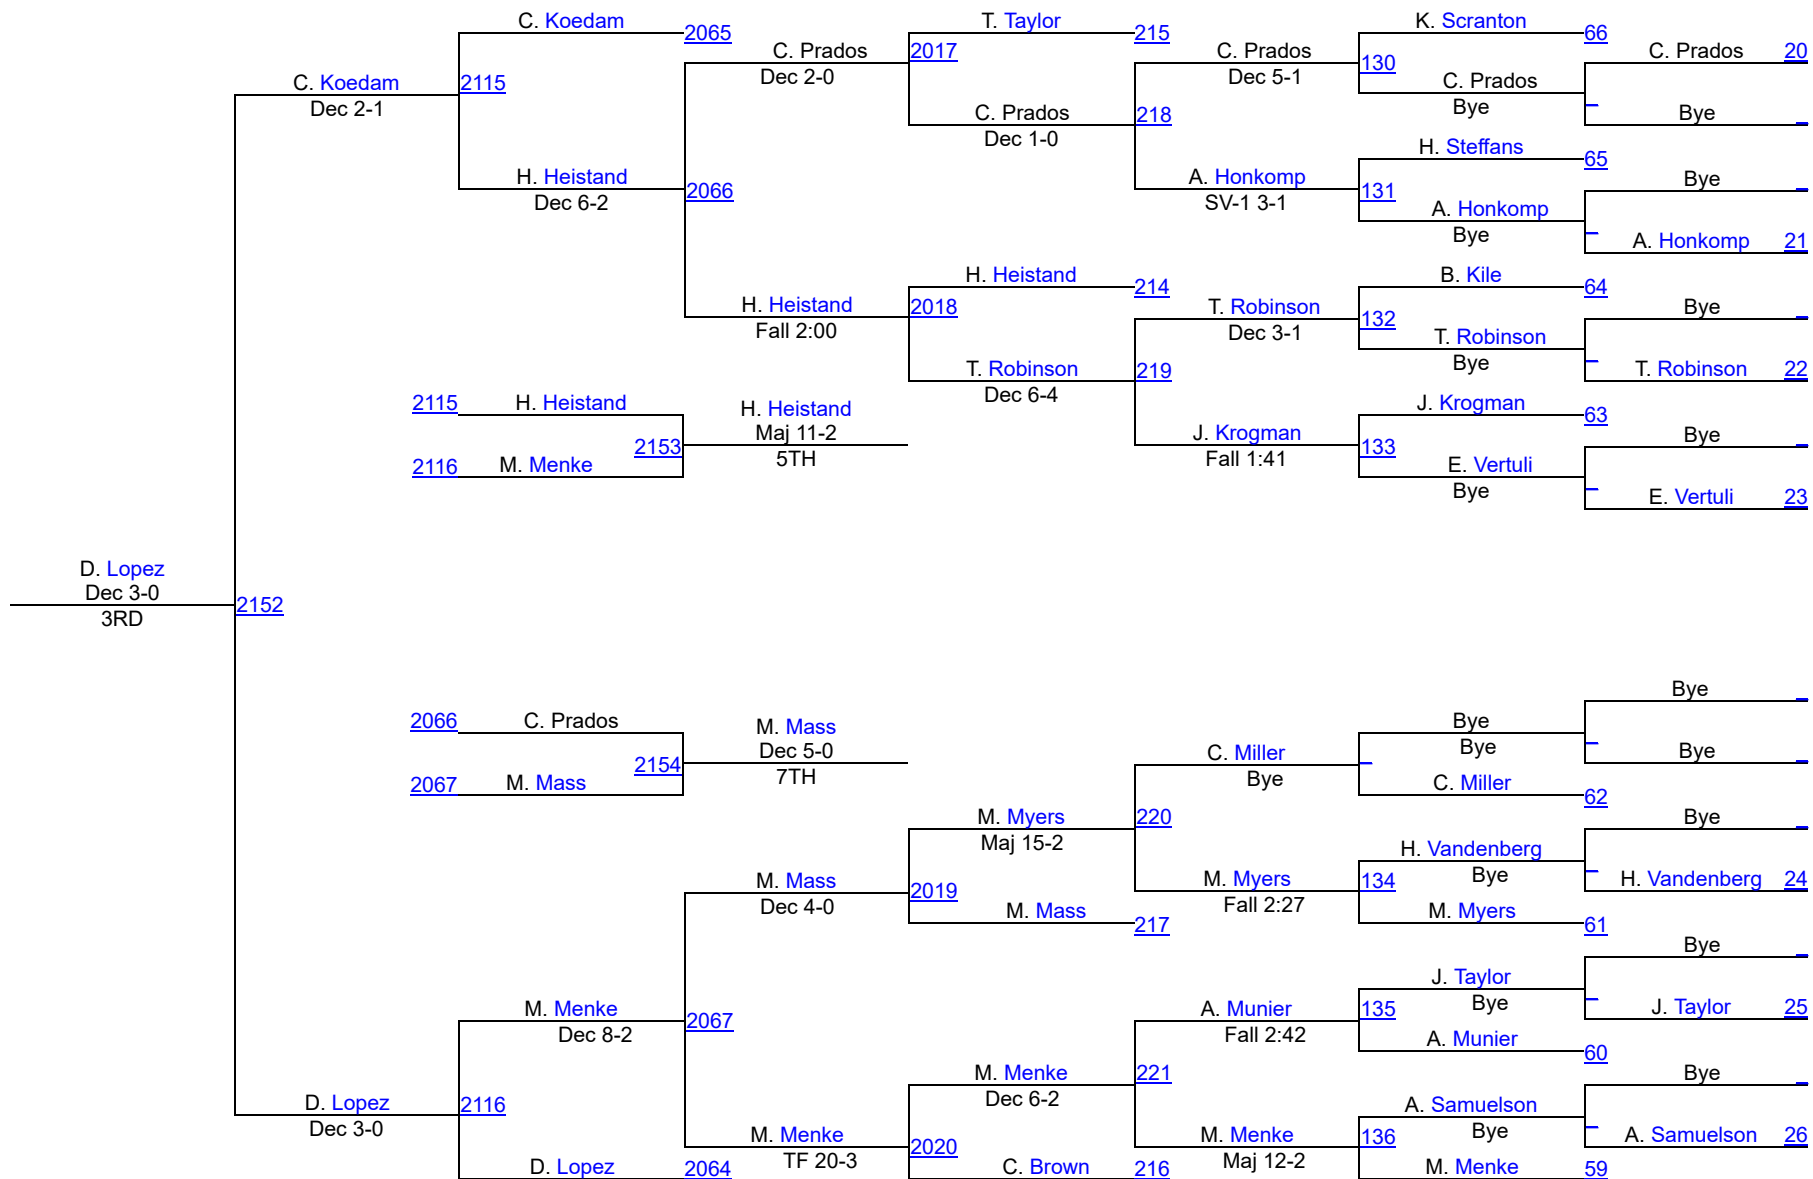 C. Koedam
2065
T. Taylor
215
K. Scranton
66
C. Prados
Dec 2-0
2017
C. Prados
Dec 5-1
130
C. Prados
20
C. Koedam
Dec 2-1
2115
C. Prados
Bye
C. Prados
Dec 1-0
218
Bye
H. Steffans
65
H. Heistand
Dec 6-2
2066
A. Honkomp
SV-1 3-1
131
Bye
A. Honkomp
Bye
A. Honkomp
21
H. Heistand
214
B. Kile
64
H. Heistand
Fall 2:00
2018
T. Robinson
Dec 3-1
132
Bye
T. Robinson
Bye
T. Robinson
Dec 6-4
219
T. Robinson
22
2115
H. Heistand
H. Heistand
Maj 11-2
5TH
J. Krogman
63
2153
J. Krogman
Fall 1:41
133
Bye
2116
M. Menke
E. Vertuli
Bye
E. Vertuli
23
D. Lopez
Dec 3-0
3RD
2152
Bye
2066
C. Prados
M. Mass
Dec 5-0
7TH
Bye
Bye
C. Miller
Bye
Bye
2154
2067
M. Mass
C. Miller
62
M. Myers
Maj 15-2
220
Bye
H. Vandenberg
Bye
M. Mass
Dec 4-0
2019
M. Myers
Fall 2:27
134
H. Vandenberg
24
M. Mass
217
M. Myers
61
Bye
J. Taylor
Bye
M. Menke
Dec 8-2
2067
A. Munier
Fall 2:42
135
J. Taylor
25
A. Munier
60
M. Menke
Dec 6-2
221
Bye
D. Lopez
Dec 3-0
2116
A. Samuelson
Bye
M. Menke
TF 20-3
2020
M. Menke
Maj 12-2
136
A. Samuelson
26
D. Lopez
2064
C. Brown
216
M. Menke
59